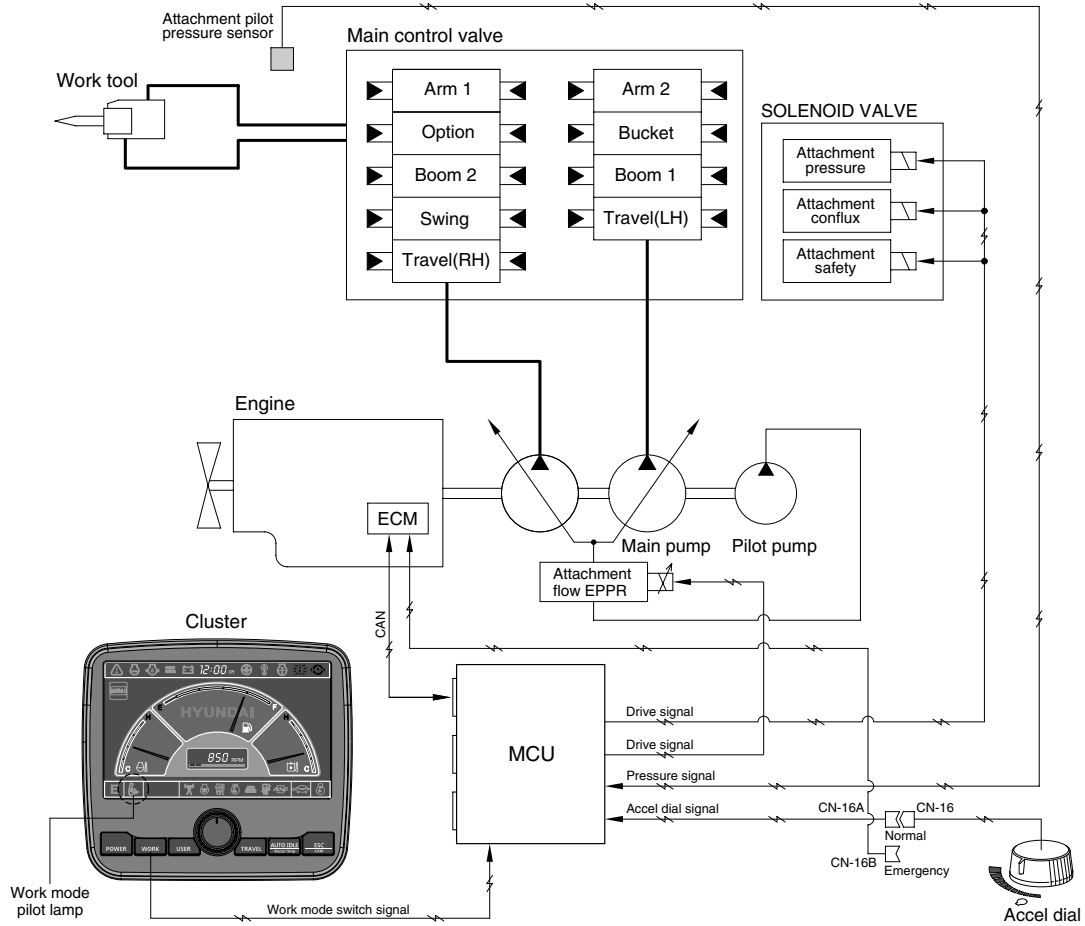 Attachment pilot
pressure sensor
Main control valve
Work tool
Arm 1
Option
Boom 2
Swing
Travel(RH)
Arm 2
Bucket
Boom 1
Travel(LH)
SOLENOID VALVE
Attachment
pressure
Attachment
conflux
Attachment
safety
Engine
ECM
Main pump
Pilot pump
Attachment
flow EPPR
CAN
Cluster
12:00
E
F
HYUNDAI
H
H
C
C
850 RPM
E
POWER
WORK
USER
TRAVEL
AUTO IDLE
Buzzer Stop
ESC
CAM
MCU
Drive signal
Drive signal
Pressure signal
Accel dial signal
CN-16A
CN-16
Normal
CN-16B
Emergency
Work mode
pilot lamp
Work mode switch signal
Accel dial